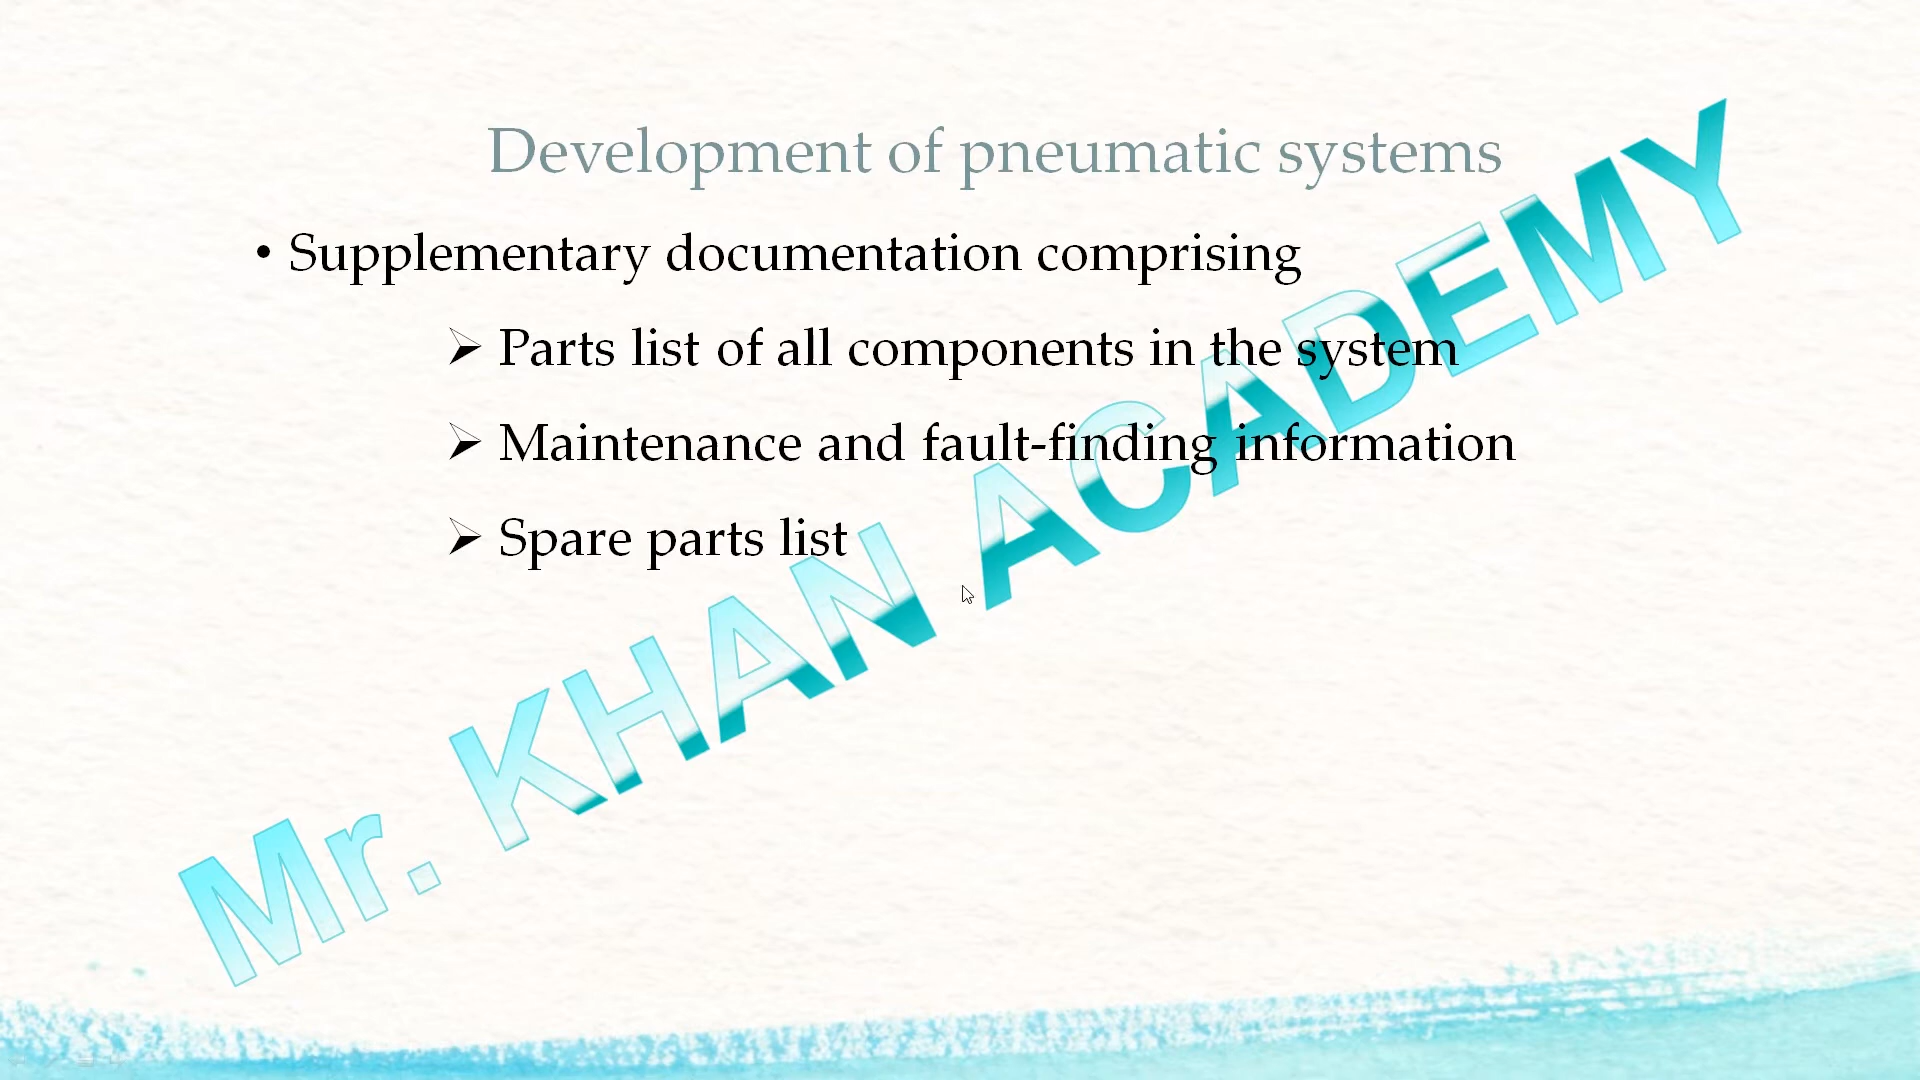 Development of pneumatic systems
• Supplementary documentation comprising
➢ Parts list of all components in the system
➢ Maintenance and fault-finding information
➢ Spare parts list
Mr. KHAN ACADEMY